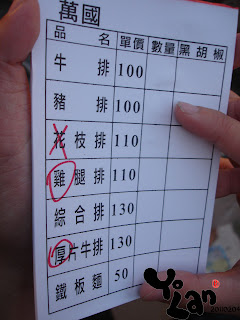 萬國
品 名 單價 數量 黑胡椒
牛 排 100
豬 排 100
花枝排 110
雞腿排 110
綜合排 130
厚片牛排 130
鐵板麵 50
Yo Lan